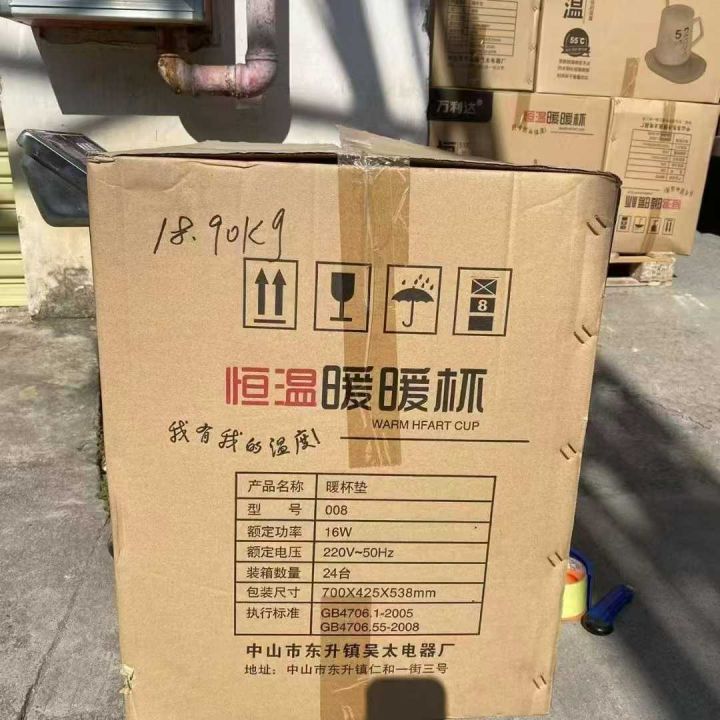 温
55℃
万利达
恒温暖暖杯
18.90Kg
8
恒温暖暖杯
WARM HFART CUP
我有我的温度!
产品名称 暖杯垫
型 号 008
额定功率 16W
额定电压 220V~50Hz
装箱数量 24台
包装尺寸 700X425X538mm
执行标准 GB4706.1-2005
GB4706.55-2008
中山市东升镇吴太电器厂
地址：中山市东升镇仁和一街三号